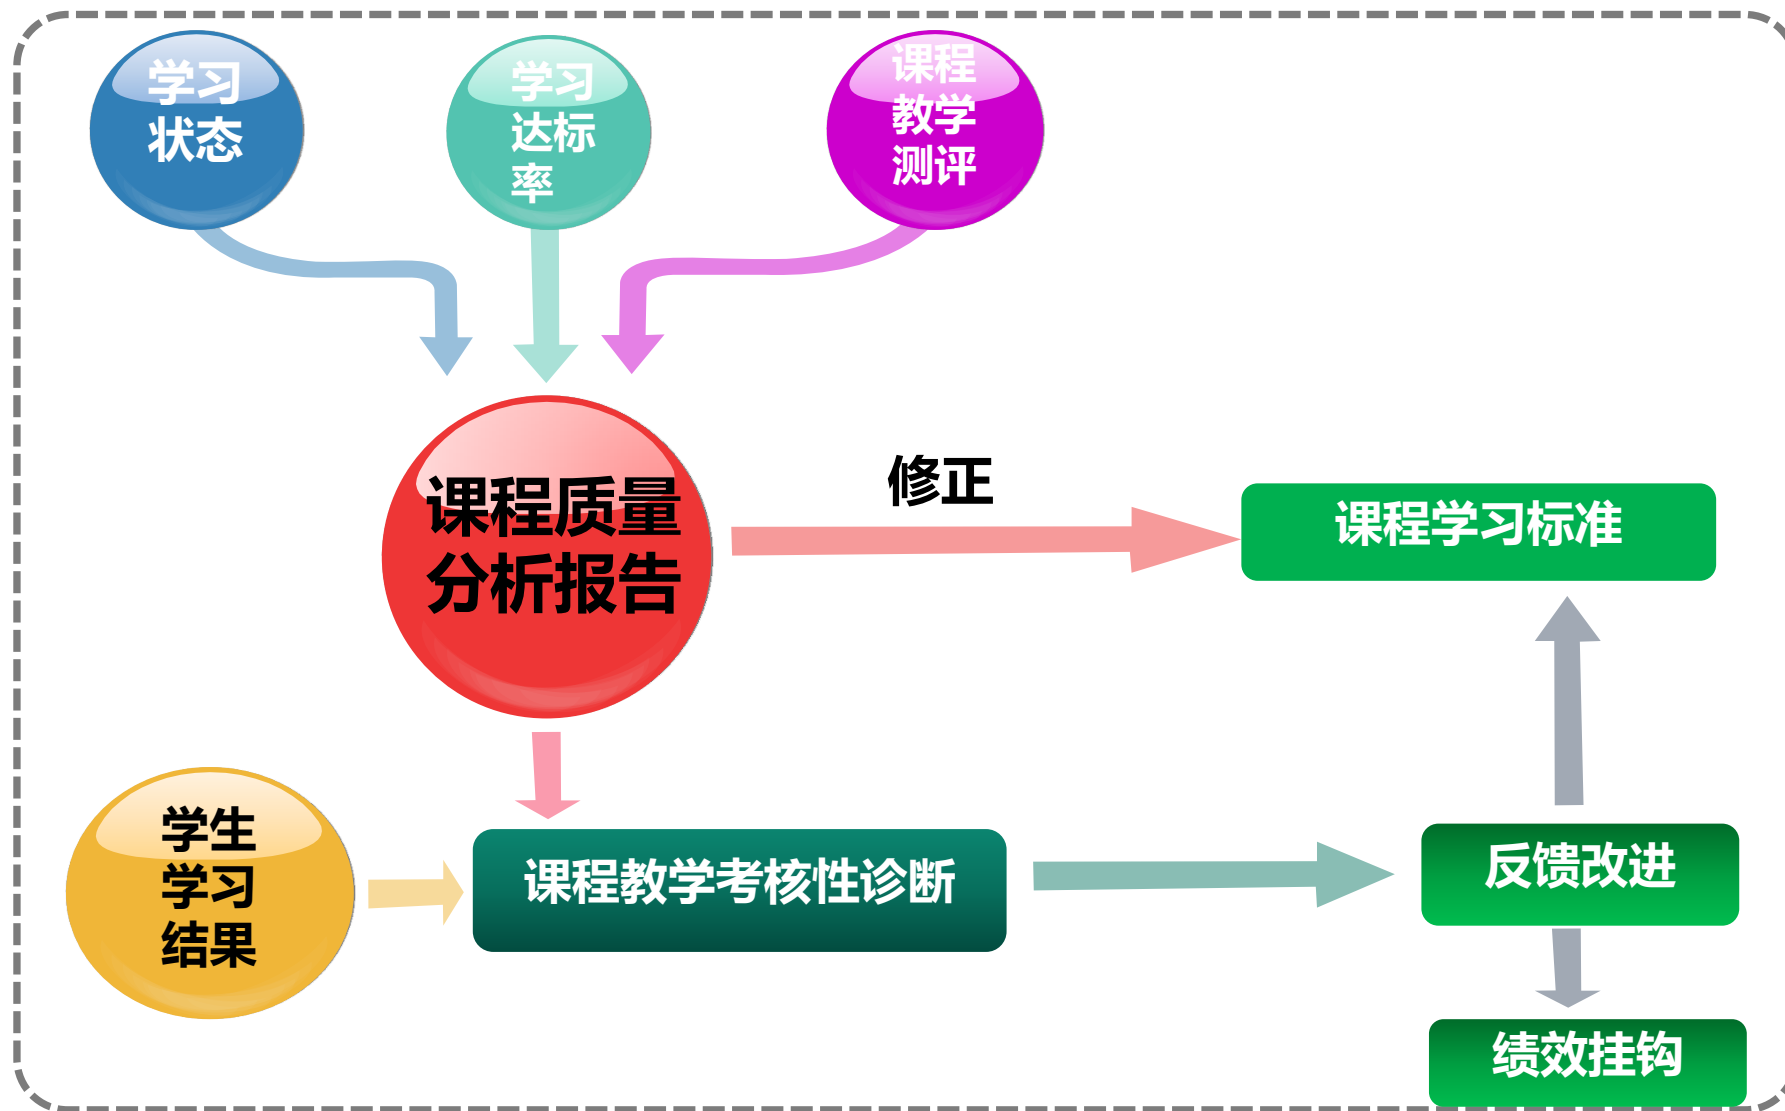 学习
状态
学习
达标
率
课程
教学
测评
课程质量
分析报告
修正
课程学习标准
学生
学习
结果
课程教学考核性诊断
反馈改进
绩效挂钩